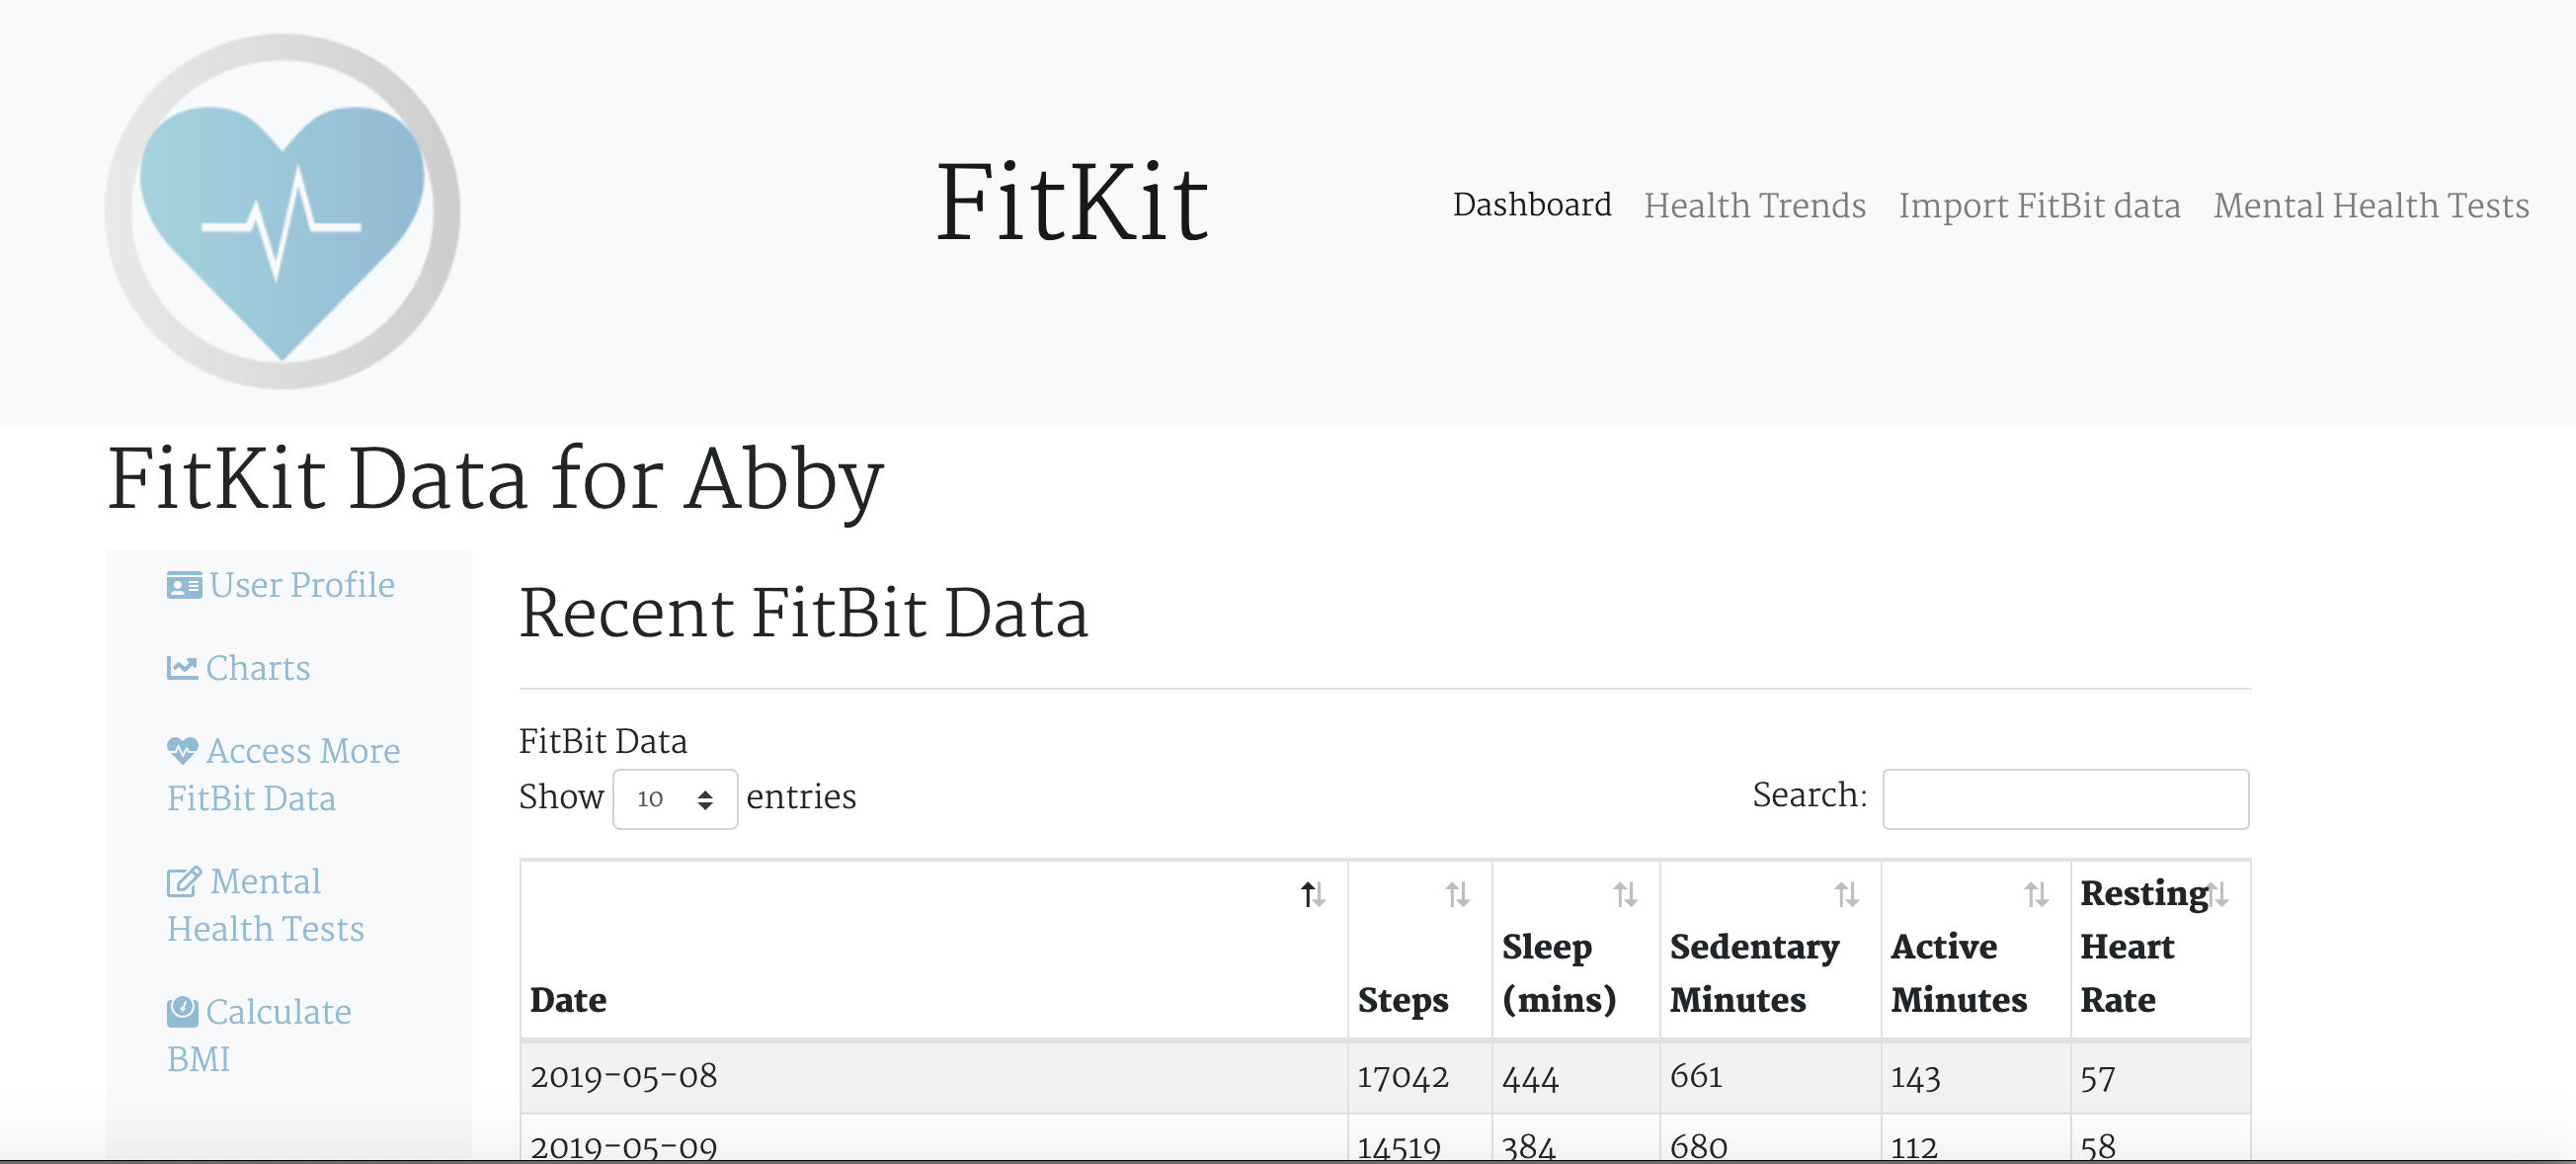 FitKit
Dashboard Health Trends Import FitBit data Mental Health Tests
FitKit Data for Abby
User Profile
Charts
Access More
FitBit Data
Mental
Health Tests
Calculate
BMI
Recent FitBit Data
FitBit Data
Show 10 entries
Search:
Date Steps Sleep (mins) Sedentary Minutes Active Minutes Resting Heart Rate
2019-05-08 17042 444 661 143 57
2019-05-09 14519 384 680 112 58